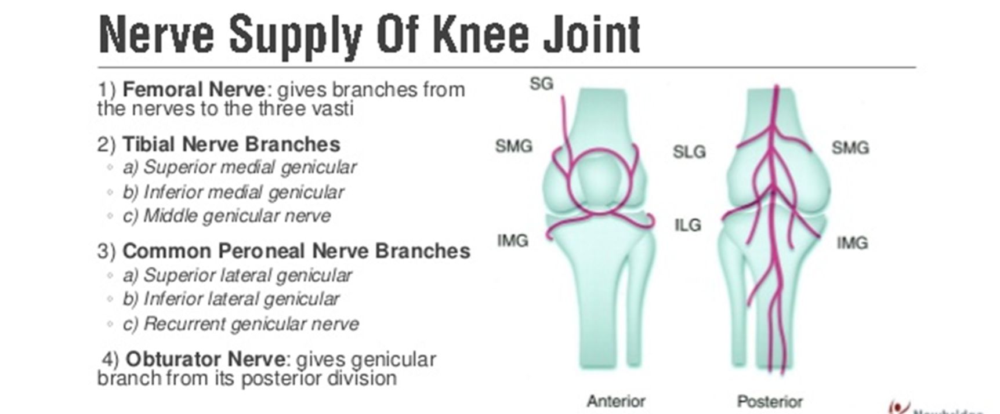 Nerve Supply Of Knee Joint
1) Femoral Nerve: gives branches from
the nerves to the three vasti
2) Tibial Nerve Branches
◦ a) Superior medial genicular
◦ b) Inferior medial genicular
◦ c) Middle genicular nerve
3) Common Peroneal Nerve Branches
◦ a) Superior lateral genicular
◦ b) Inferior lateral genicular
◦ c) Recurrent genicular nerve
4) Obturator Nerve: gives genicular
branch from its posterior division
SG
SMG
IMG
Anterior
SLG
SMG
ILG
IMG
Posterior